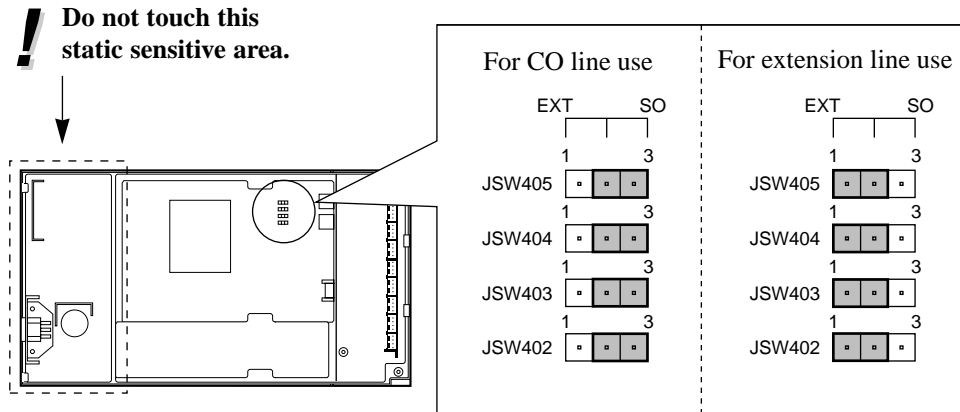 !
Do not touch this
static sensitive area.
For CO line use
EXT SO
1 3
JSW405
1 3
JSW404
1 3
JSW403
1 3
JSW402
For extension line use
EXT SO
1 3
JSW405
1 3
JSW404
1 3
JSW403
1 3
JSW402